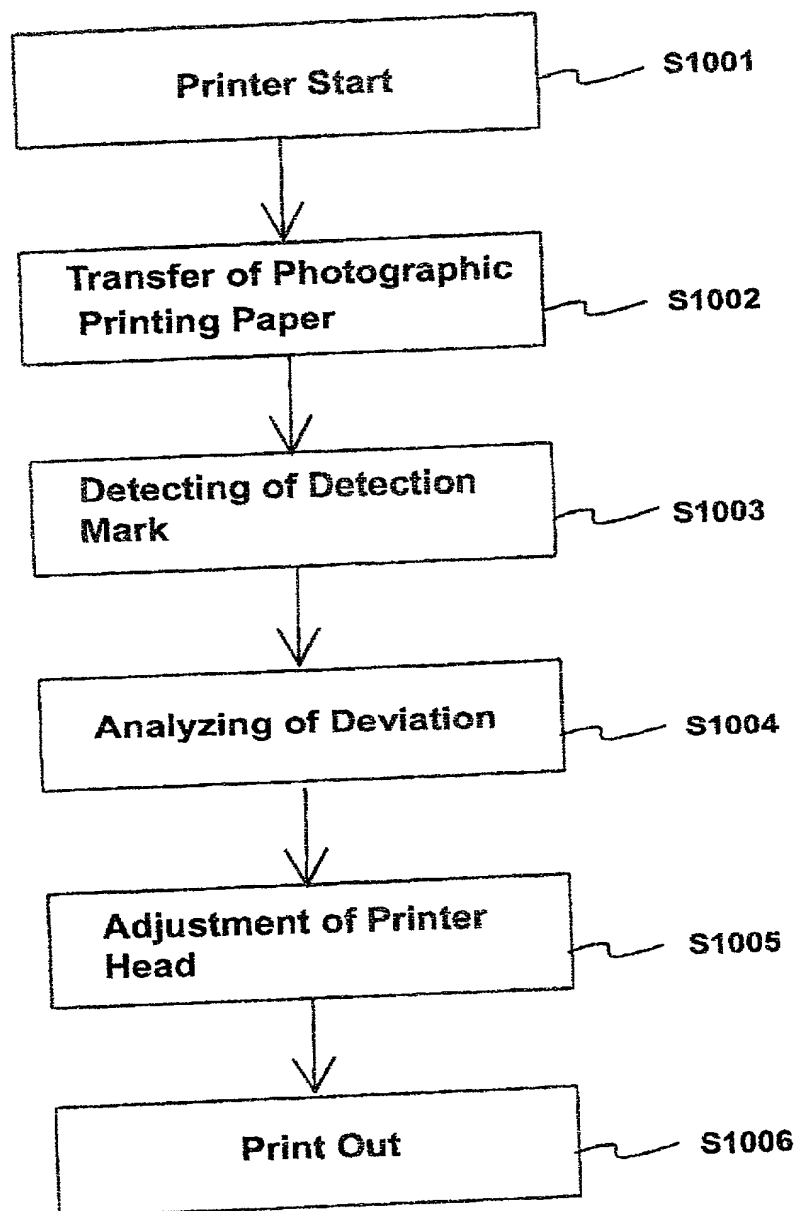 Printer Start
S1001
Transfer of Photographic
Printing Paper
S1002
Detecting of Detection
Mark
S1003
Analyzing of Deviation
S1004
Adjustment of Printer
Head
S1005
Print Out
S1006